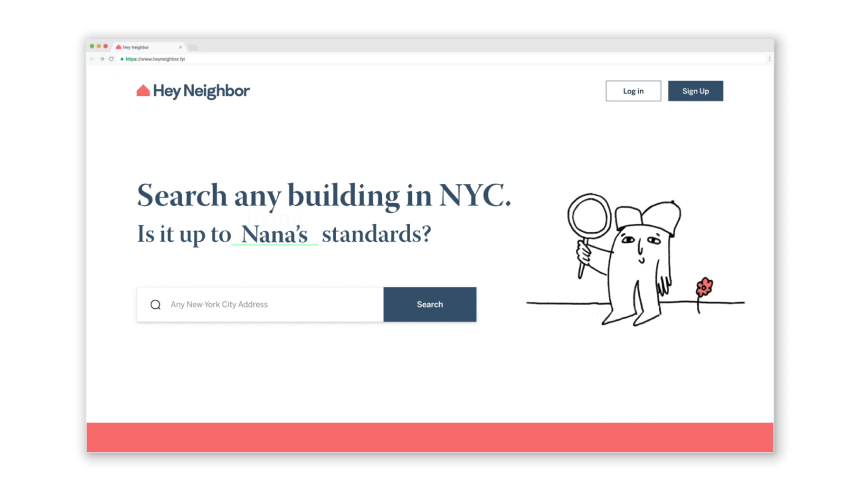 Hey Neighbor
https://www.heyneighbor.fyi
Hey Neighbor
Log in
Sign Up
Search any building in NYC.
Is it up to Nana's standards?
Any New York City Address
Search